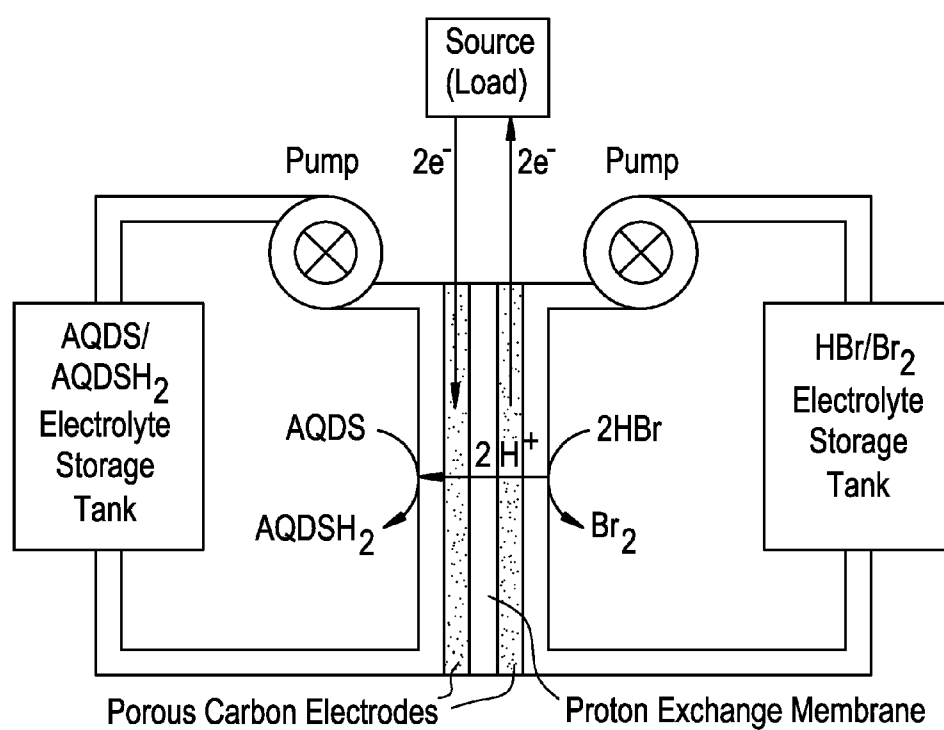 Source
(Load)
Pump
2e⁻
2e⁻
Pump
AQDS/
AQDSH₂
Electrolyte
Storage
Tank
HBr/Br₂
Electrolyte
Storage
Tank
AQDS
2 H⁺
2HBr
AQDSH₂
Br₂
Porous Carbon Electrodes
Proton Exchange Membrane